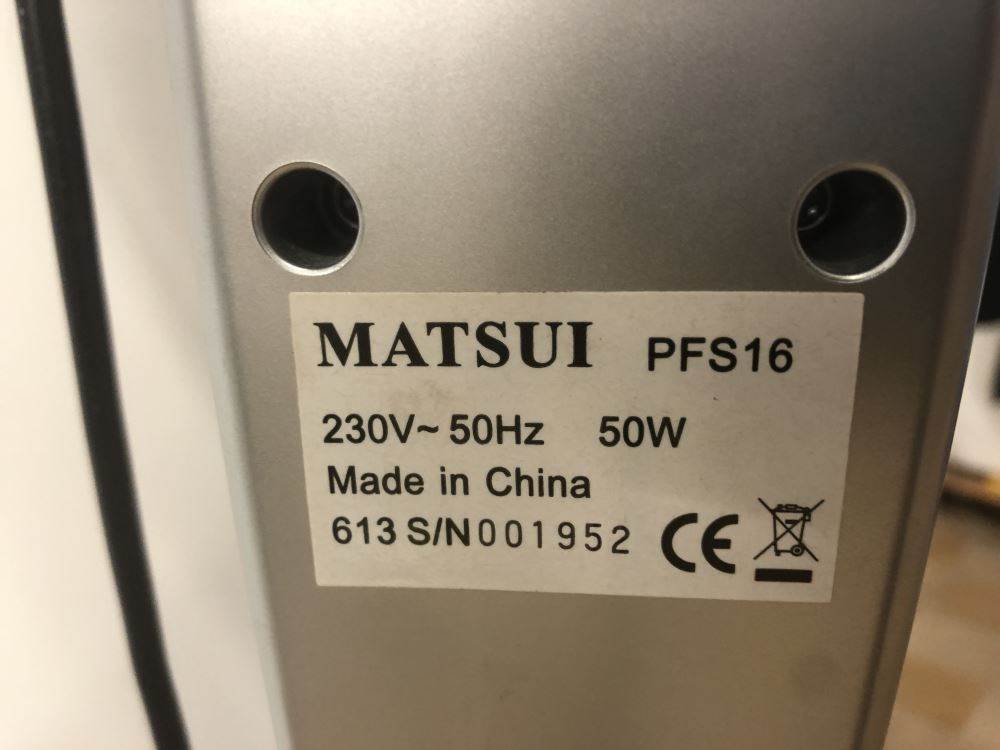 MATSUI PFS16
230V~ 50Hz 50W
Made in China
613 S/N001952 CE